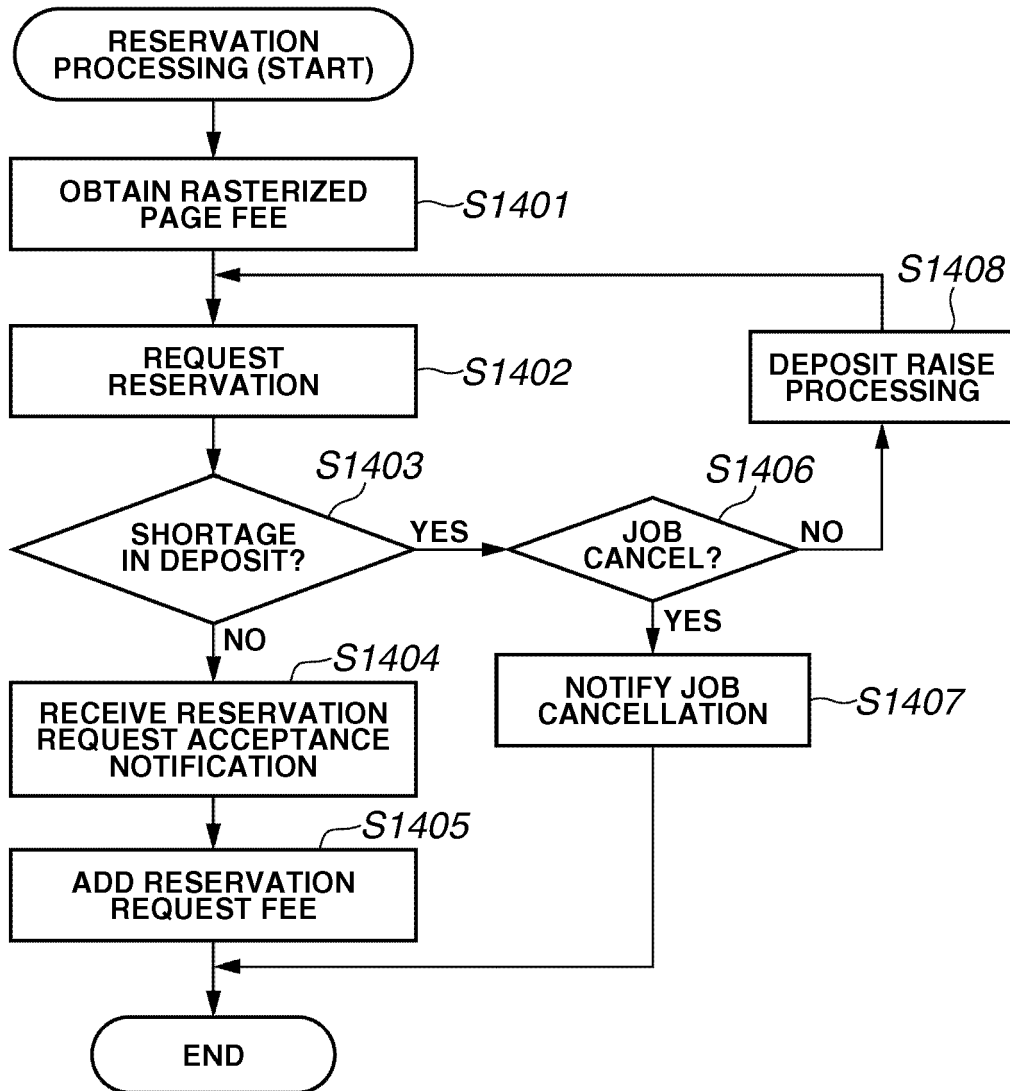 RESERVATION
PROCESSING (START)
OBTAIN RASTERIZED
PAGE FEE
S1401
S1408
REQUEST
RESERVATION
S1402
DEPOSIT RAISE
PROCESSING
S1403
S1406
SHORTAGE
IN DEPOSIT?
YES
JOB
CANCEL?
NO
NO
YES
S1404
RECEIVE RESERVATION
REQUEST ACCEPTANCE
NOTIFICATION
NOTIFY JOB
CANCELLATION
S1407
S1405
ADD RESERVATION
REQUEST FEE
END